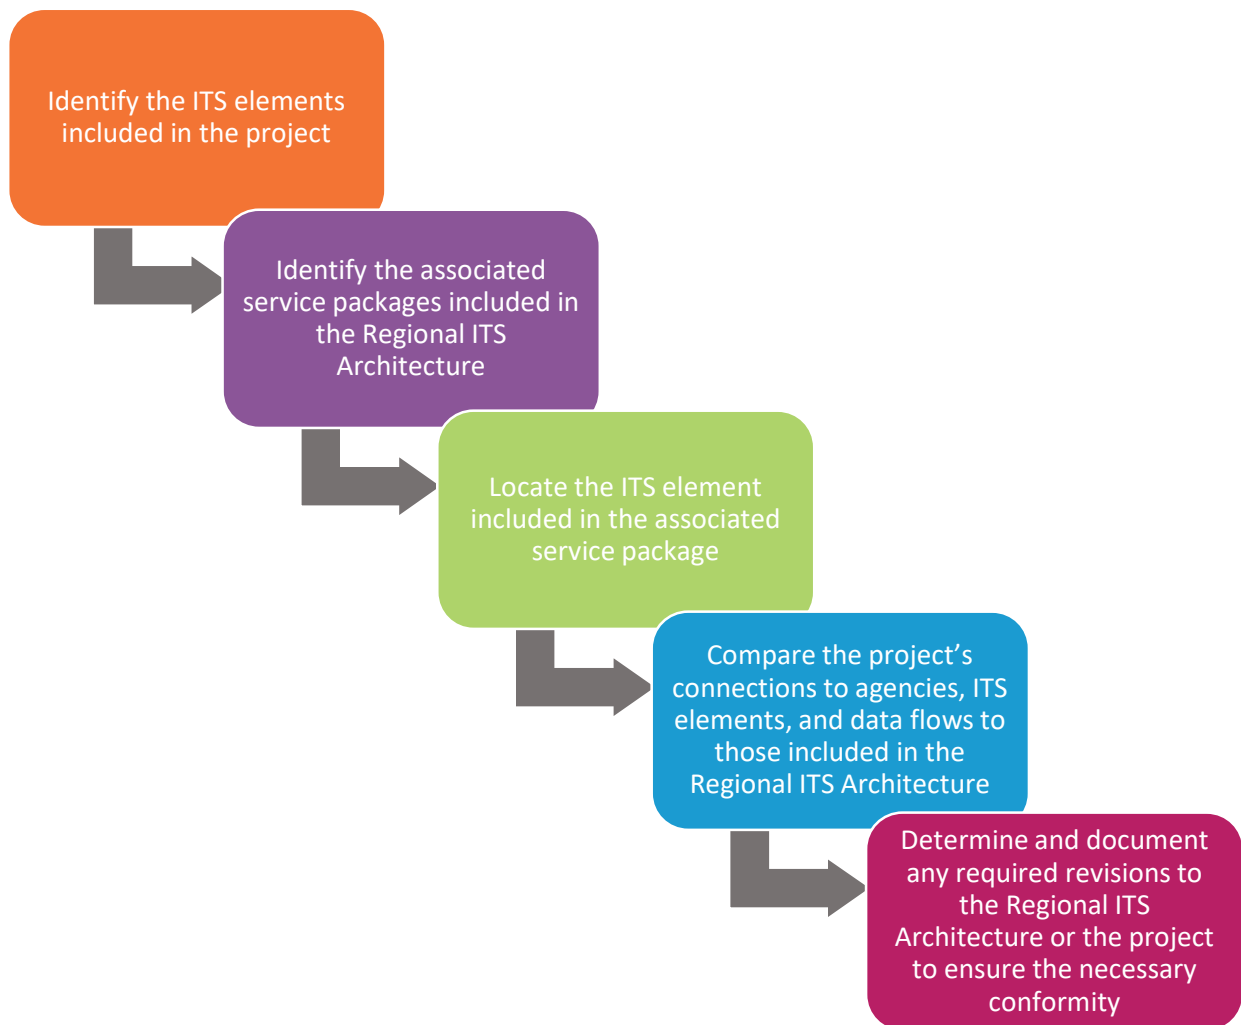 Identify the ITS elements
included in the project
Identify the associated
service packages included in
the Regional ITS
Architecture
Locate the ITS element
included in the associated
service package
Compare the project’s
connections to agencies, ITS
elements, and data flows to
those included in the
Regional ITS Architecture
Determine and document
any required revisions to
the Regional ITS
Architecture or the project
to ensure the necessary
conformity